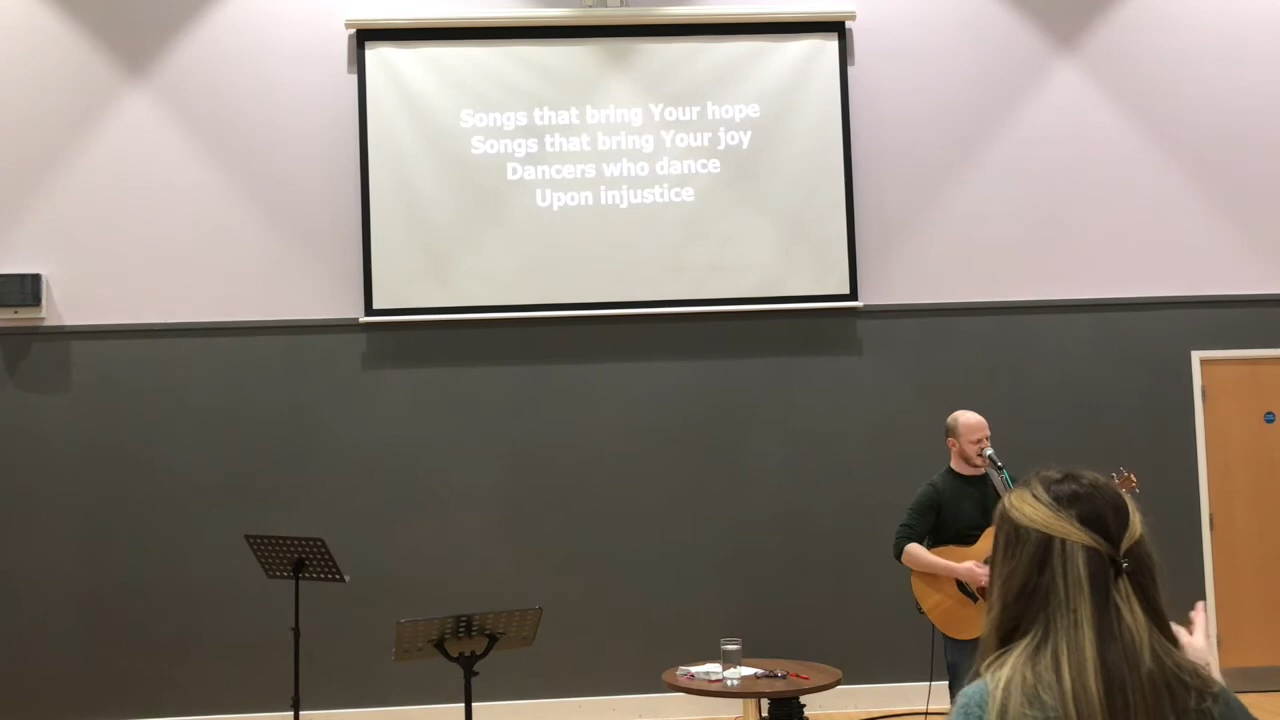 Songs that bring Your hope
Songs that bring Your joy
Dancers who dance
Upon injustice